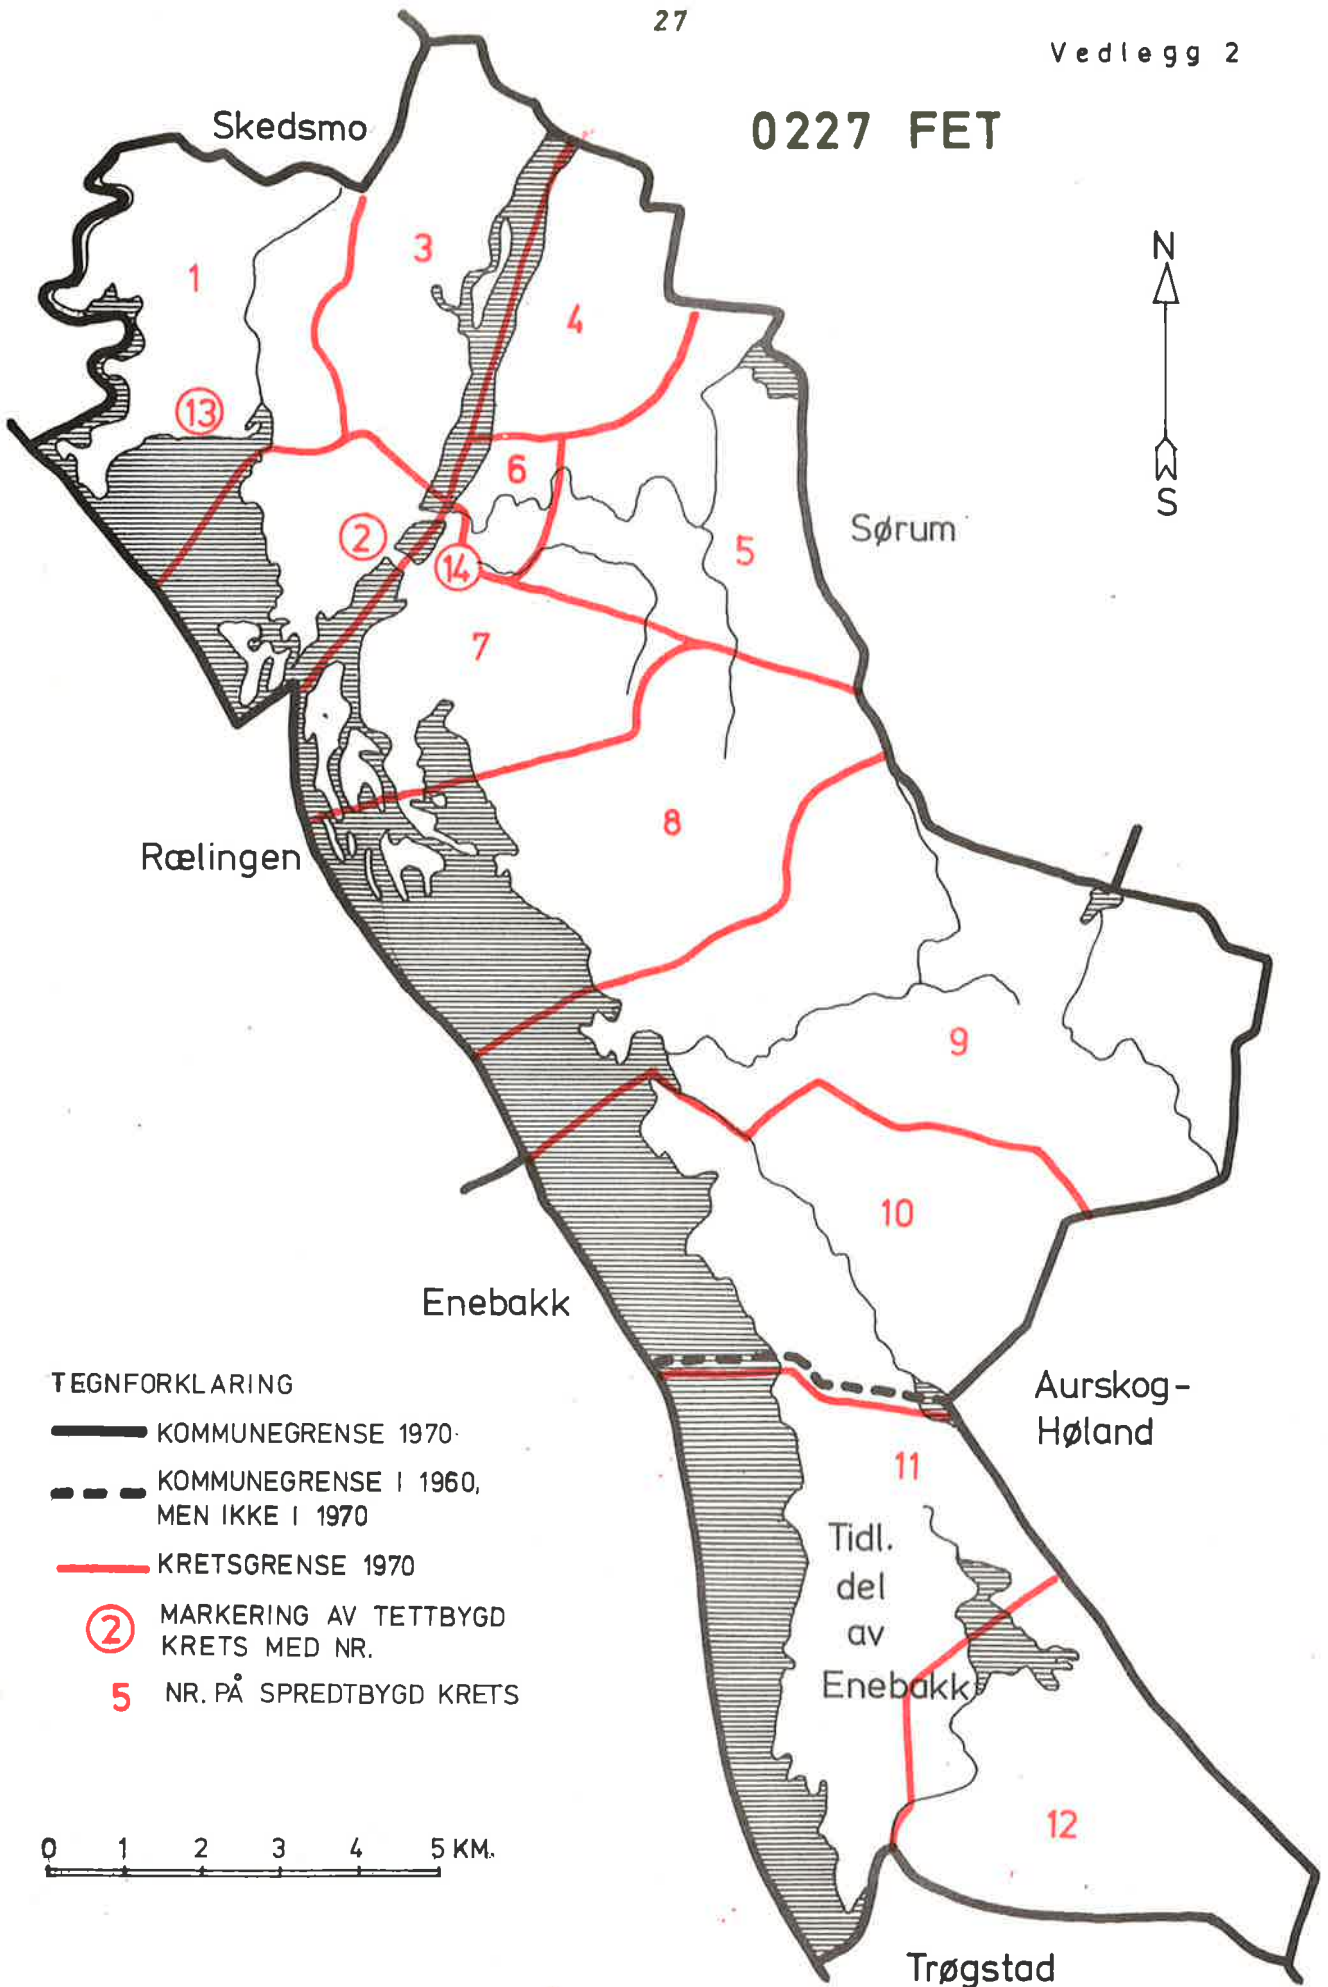 27
Vedlegg 2
0227 FET
Skedsmo
N
S
1
3
4
13
6
2
14
5
Sørum
7
8
Rælingen
9
10
Enebakk
Aurskog-
Høland
11
Tidl.
del
av
Enebakk
12
Trøgstad
TEGNFORKLARING
KOMMUNEGRENSE 1970
KOMMUNEGRENSE I 1960,
MEN IKKE I 1970
KRETSGRENSE 1970
2 MARKERING AV TETTBYGD
KRETS MED NR.
5 NR. PÅ SPREDTBYGD KRETS
0 1 2 3 4 5 KM.